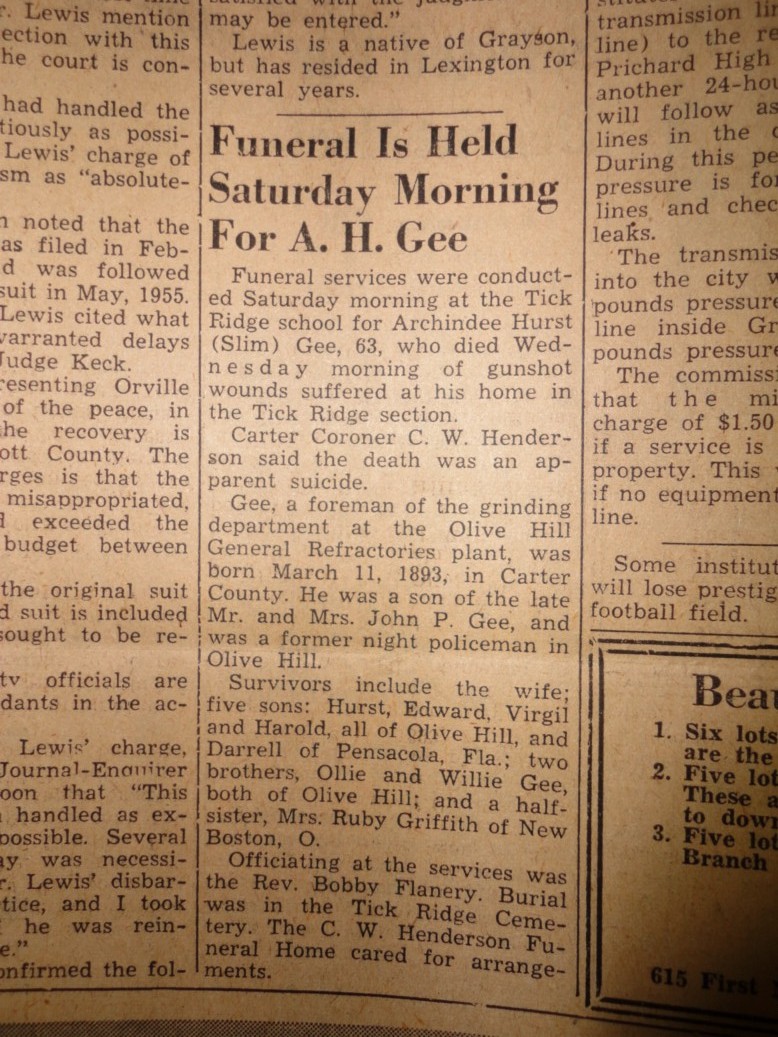 r. Lewis mention
ection with this
he court is con-
had handled the
tiously as possi-
Lewis' charge of
sm as "absolute-
n noted that the
as filed in Feb-
d was followed
suit in May, 1955.
Lewis cited what
warranted delays
Judge Keck.
resenting Orville
of the peace, in
he recovery is
ott County. The
rges is that the
misappropriated,
d exceeded the
budget between
the original suit
d suit is included
sought to be re-
tv officials are
dants in the ac-
Lewis' charge,
Journal-Enquirer
oon that "This
handled as ex-
possible. Several
ay was necessi-
r. Lewis' disbar-
tice, and I took
he was rein-
e."
onfirmed the fol-
may be entered."
Lewis is a native of Grayson,
but has resided in Lexington for
several years.
Funeral Is Held
Saturday Morning
For A. H. Gee
Funeral services were conduct-
ed Saturday morning at the Tick
Ridge school for Archindee Hurst
(Slim) Gee, 63, who died Wed-
nesday morning of gunshot
wounds suffered at his home in
the Tick Ridge section.
Carter Coroner C. W. Hender-
son said the death was an ap-
parent suicide.
Gee, a foreman of the grinding
department at the Olive Hill
General Refractories plant, was
born March 11, 1893, in Carter
County. He was a son of the late
Mr. and Mrs. John P. Gee, and
was a former night policeman in
Olive Hill.
Survivors include the wife;
five sons: Hurst, Edward, Virgil
and Harold, all of Olive Hill, and
Darrell of Pensacola, Fla.; two
brothers, Ollie and Willie Gee,
both of Olive Hill; and a half-
sister, Mrs. Ruby Griffith of New
Boston, O.
Officiating at the services was
the Rev. Bobby Flanery. Burial
was in the Tick Ridge Ceme-
tery. The C. W. Henderson Fu-
neral Home cared for arrange-
ments.
transmission lin
line) to the re
Prichard High
another 24-hou
will follow as
lines in the c
During this pe
pressure is for
lines and chec
leaks.
The transmis
into the city w
pounds pressure
line inside Gr
pounds pressure
The commissi
that the mi
charge of $1.50
if a service is
property. This
if no equipment
line.
Some institut
will lose prestig
football field.
Beau
1. Six lots
are the
2. Five lot
These a
to down
3. Five lot
Branch
615 First